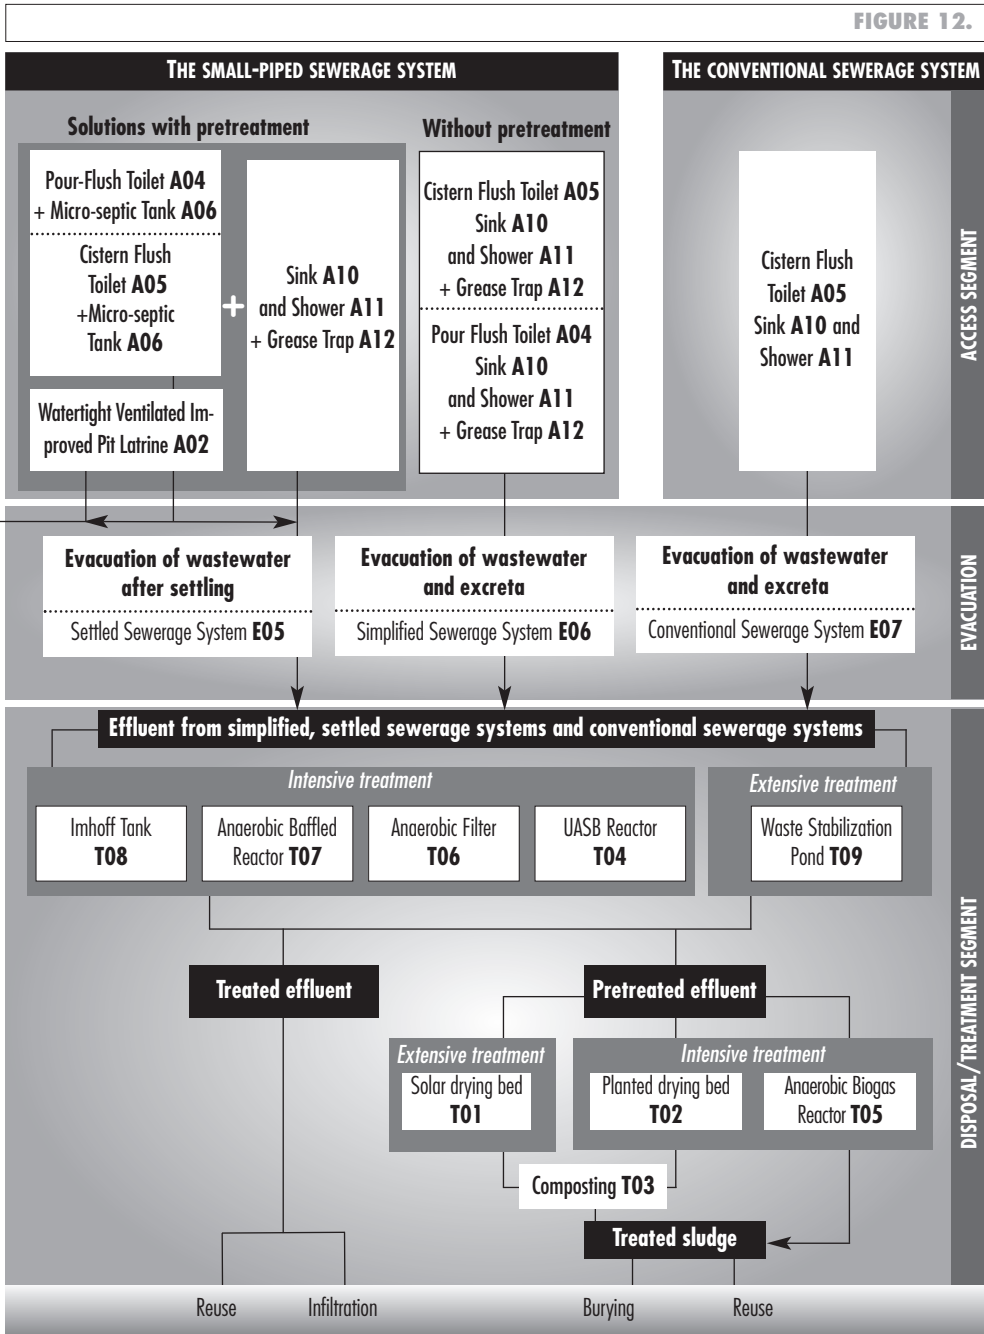 FIGURE 12.
THE SMALL-PIPED SEWERAGE SYSTEM
THE CONVENTIONAL SEWERAGE SYSTEM
Solutions with pretreatment
Without pretreatment
Pour-Flush Toilet A04
+ Micro-septic Tank A06
Cistern Flush
Toilet A05
+Micro-septic
Tank A06
Watertight Ventilated Im-
proved Pit Latrine A02
+
Sink A10
and Shower A11
+ Grease Trap A12
Cistern Flush Toilet A05
Sink A10
and Shower A11
+ Grease Trap A12
Pour Flush Toilet A04
Sink A10
and Shower A11
+ Grease Trap A12
Cistern Flush
Toilet A05
Sink A10 and
Shower A11
ACCESS SEGMENT
Evacuation of wastewater
after settling
Settled Sewerage System E05
Evacuation of wastewater
and excreta
Simplified Sewerage System E06
Evacuation of wastewater
and excreta
Conventional Sewerage System E07
EVACUATION
Effluent from simplified, settled sewerage systems and conventional sewerage systems
Intensive treatment
Extensive treatment
Imhoff Tank
T08
Anaerobic Baffled
Reactor T07
Anaerobic Filter
T06
UASB Reactor
T04
Waste Stabilization
Pond T09
Treated effluent
Pretreated effluent
Extensive treatment
Intensive treatment
Solar drying bed
T01
Planted drying bed
T02
Anaerobic Biogas
Reactor T05
Composting T03
Treated sludge
DISPOSAL/TREATMENT SEGMENT
Reuse
Infiltration
Burying
Reuse